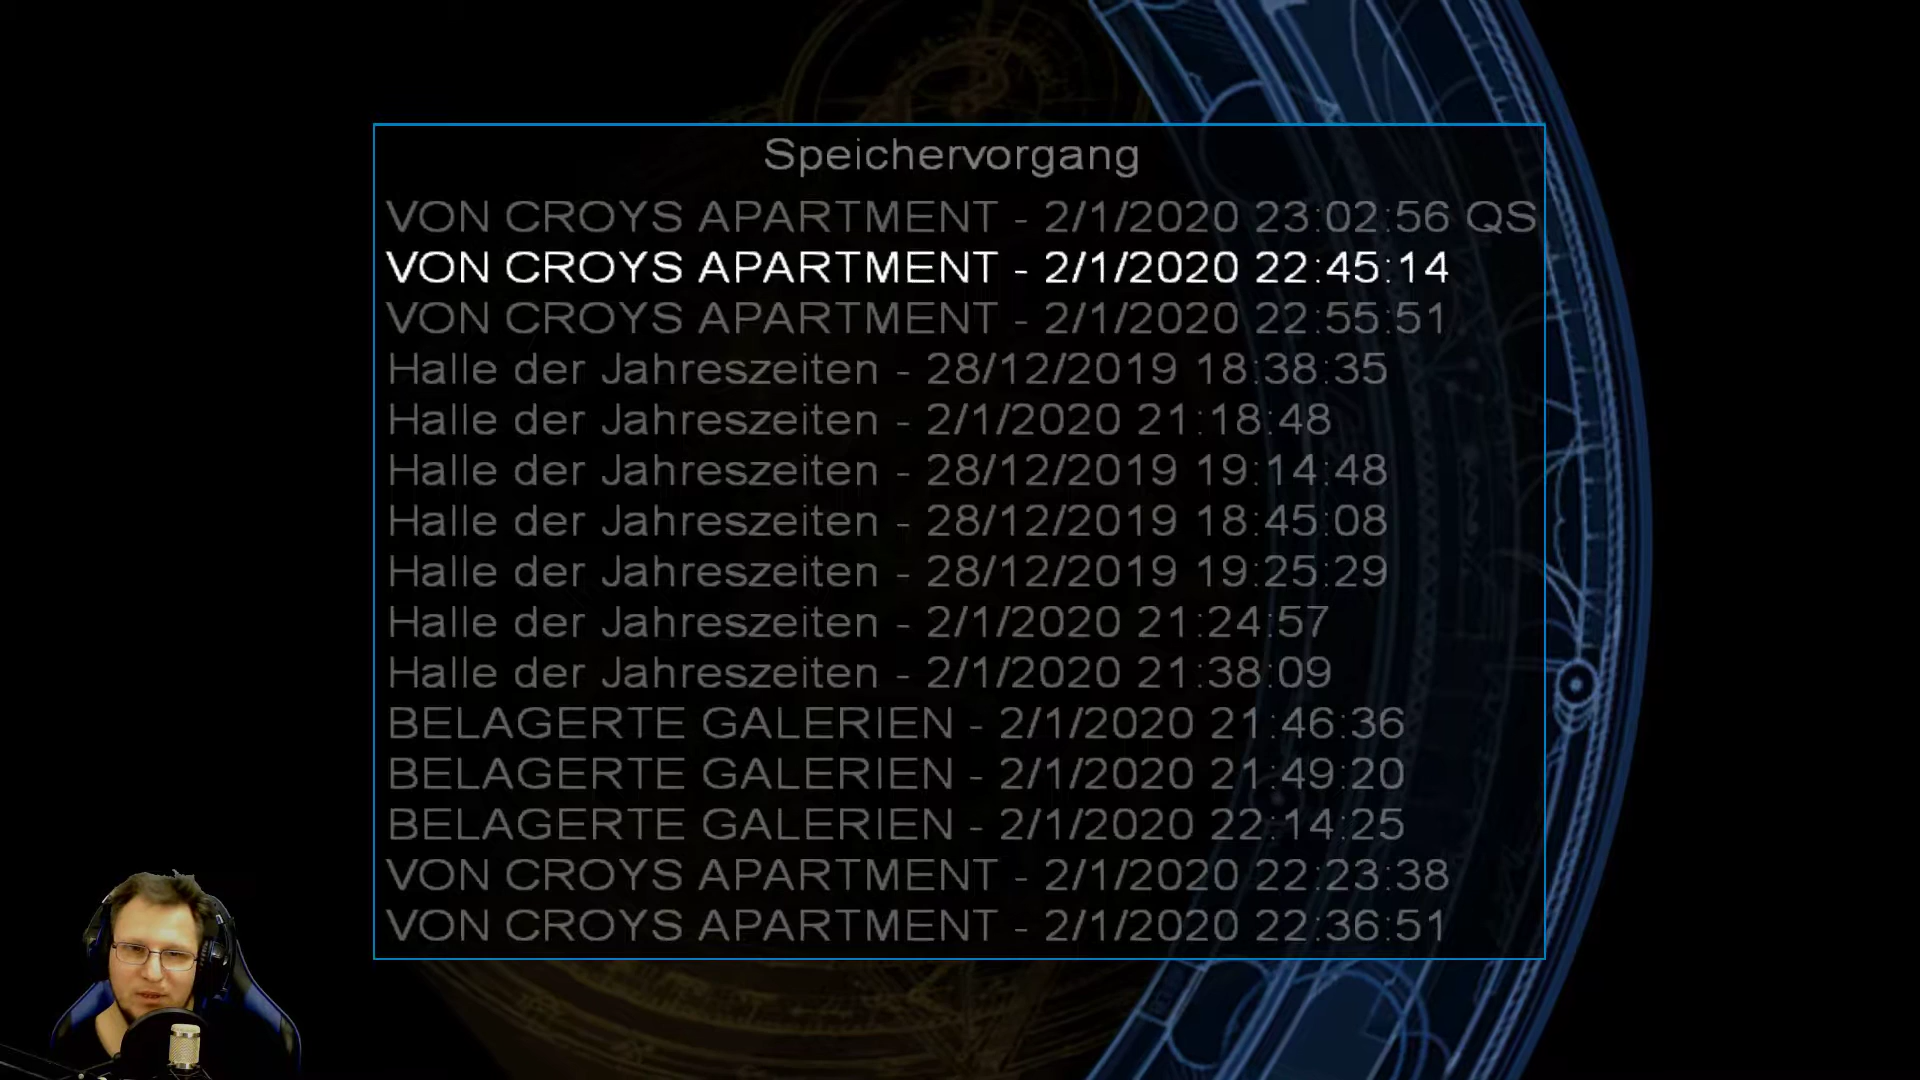 Speichervorgang
VON CROYS APARTMENT - 2/1/2020 23:02:56 QS
VON CROYS APARTMENT - 2/1/2020 22:45:14
VON CROYS APARTMENT - 2/1/2020 22:55:51
Halle der Jahreszeiten - 28/12/2019 18:38:35
Halle der Jahreszeiten - 2/1/2020 21:18:48
Halle der Jahreszeiten - 28/12/2019 19:14:48
Halle der Jahreszeiten - 28/12/2019 18:45:08
Halle der Jahreszeiten - 28/12/2019 19:25:29
Halle der Jahreszeiten - 2/1/2020 21:24:57
Halle der Jahreszeiten - 2/1/2020 21:38:09
BELAGERTE GALERIEN - 2/1/2020 21:46:36
BELAGERTE GALERIEN - 2/1/2020 21:49:20
BELAGERTE GALERIEN - 2/1/2020 22:14:25
VON CROYS APARTMENT - 2/1/2020 22:23:38
VON CROYS APARTMENT - 2/1/2020 22:36:51